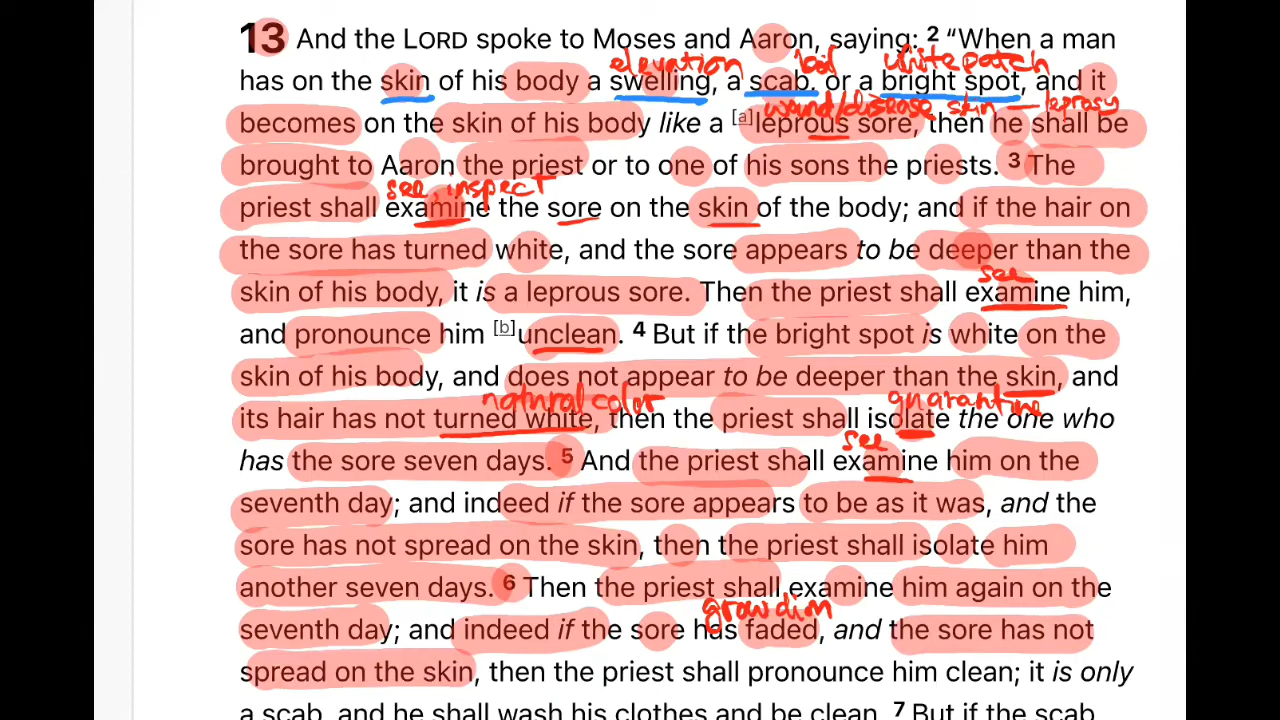 13 And the LORD spoke to Moses and Aaron, saying: 2 “When a man
elevation boil white patch
has on the skin of his body a swelling, a scab, or a bright spot, and it
wound/disease skin — leprosy
becomes on the skin of his body like a [a]leprous sore, then he shall be
brought to Aaron the priest or to one of his sons the priests. 3 The
see, inspect
priest shall examine the sore on the skin of the body; and if the hair on
the sore has turned white, and the sore appears to be deeper than the
see
skin of his body, it is a leprous sore. Then the priest shall examine him,
and pronounce him [b]unclean. 4 But if the bright spot is white on the
skin of his body, and does not appear to be deeper than the skin, and
natural color quarantine
its hair has not turned white, then the priest shall isolate the one who
see
has the sore seven days. 5 And the priest shall examine him on the
seventh day; and indeed if the sore appears to be as it was, and the
sore has not spread on the skin, then the priest shall isolate him
another seven days. 6 Then the priest shall examine him again on the
grow dim
seventh day; and indeed if the sore has faded, and the sore has not
spread on the skin, then the priest shall pronounce him clean; it is only
a scab, and he shall wash his clothes and be clean. 7 But if the scab